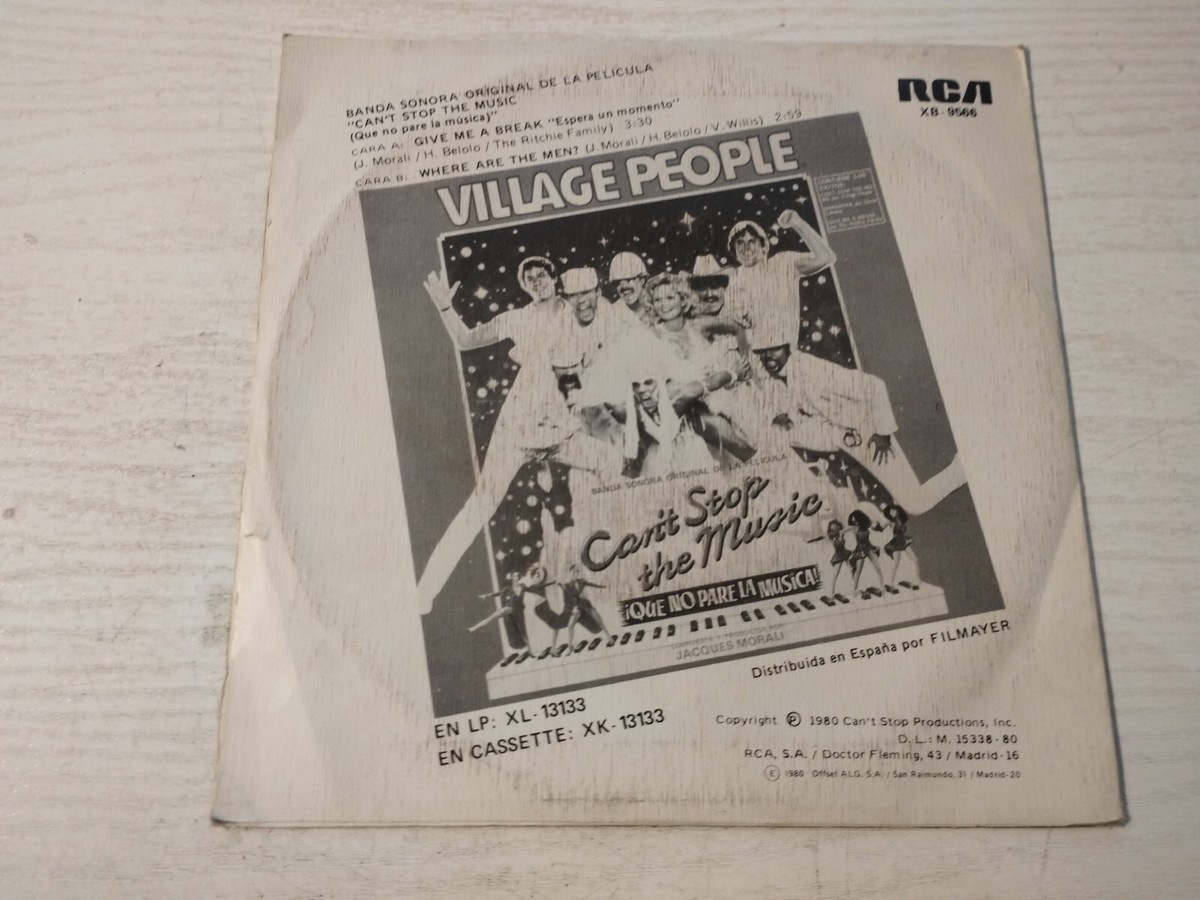 BANDA SONORA ORIGINAL DE LA PELICULA
"CAN'T STOP THE MUSIC"
(Que no pare la música)"
CARA A: GIVE ME A BREAK "Espera un momento"
(J. Morali / H. Belolo / The Ritchie Family) 3:30
CARA B: WHERE ARE THE MEN? (J. Morali / H. Belolo / V. Willis) 2:59
RCA
XB-9566
VILLAGE PEOPLE
BANDA SONORA ORIGINAL DE LA PELICULA
Can't Stop
the Music
¡QUE NO PARE LA MUSICA!
COMPUESTA Y PRODUCIDA POR
JACQUES MORALI
Distribuida en España por FILMAYER
EN LP: XL-13133
EN CASSETTE: XK-13133
Copyright Ⓟ 1980 Can't Stop Productions, Inc.
D. L.: M. 15338-80
RCA, S.A. / Doctor Fleming, 43 / Madrid-16
Ⓔ 1980 Offset ALG, S.A. / San Raimundo, 31 / Madrid-20